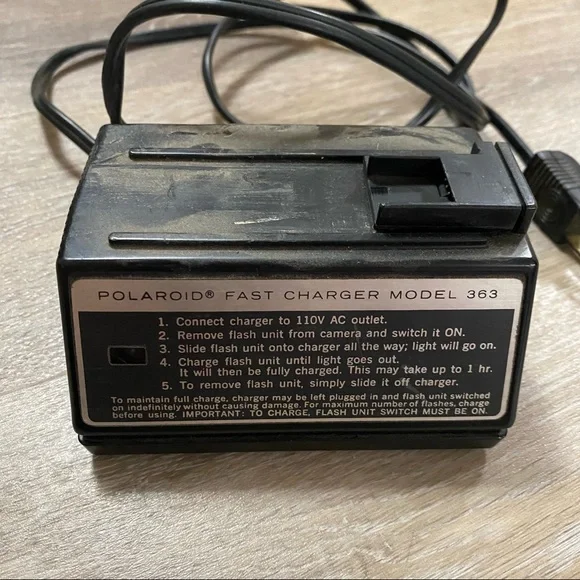 POLAROID® FAST CHARGER MODEL 363
1. Connect charger to 110V AC outlet.
2. Remove flash unit from camera and switch it ON.
3. Slide flash unit onto charger all the way; light will go on.
4. Charge flash unit until light goes out.
It will then be fully charged. This may take up to 1 hr.
5. To remove flash unit, simply slide it off charger.
To maintain full charge, charger may be left plugged in and flash unit switched
on indefinitely without causing damage. For maximum number of flashes, charge
before using. IMPORTANT: TO CHARGE, FLASH UNIT SWITCH MUST BE ON.